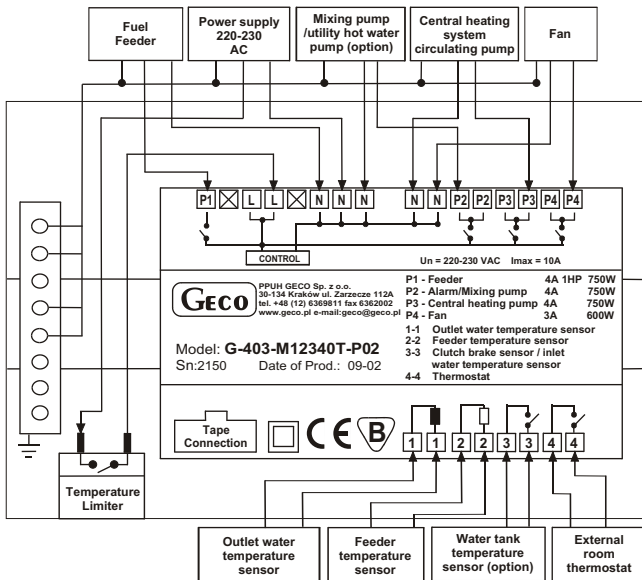 Fuel
Feeder
Power supply
220-230
AC
Mixing pump
/utility hot water
pump (option)
Central heating
system
circulating pump
Fan
P1 L L N N N N N P2 P2 P3 P3 P4 P4
CONTROL
Un = 220-230 VAC Imax = 10A
GECO
PPUH GECO Sp. z o.o.
30-134 Kraków ul. Zarzecze 112A
tel. +48 (12) 6369811 fax 6362002
www.geco.pl e-mail:geco@geco.pl
Model: G-403-M12340T-P02
Sn:2150 Date of Prod.: 09-02
P1 - Feeder 4A 1HP 750W
P2 - Alarm/Mixing pump 4A 750W
P3 - Central heating pump 4A 750W
P4 - Fan 3A 600W
1-1 Outlet water temperature sensor
2-2 Feeder temperature sensor
3-3 Clutch brake sensor / inlet
water temperature sensor
4-4 Thermostat
Tape
Connection
CE
B
1 1 2 2 3 3 4 4
Temperature
Limiter
Outlet water
temperature
sensor
Feeder
temperature
sensor
Water tank
temperature
sensor (option)
External
room
thermostat